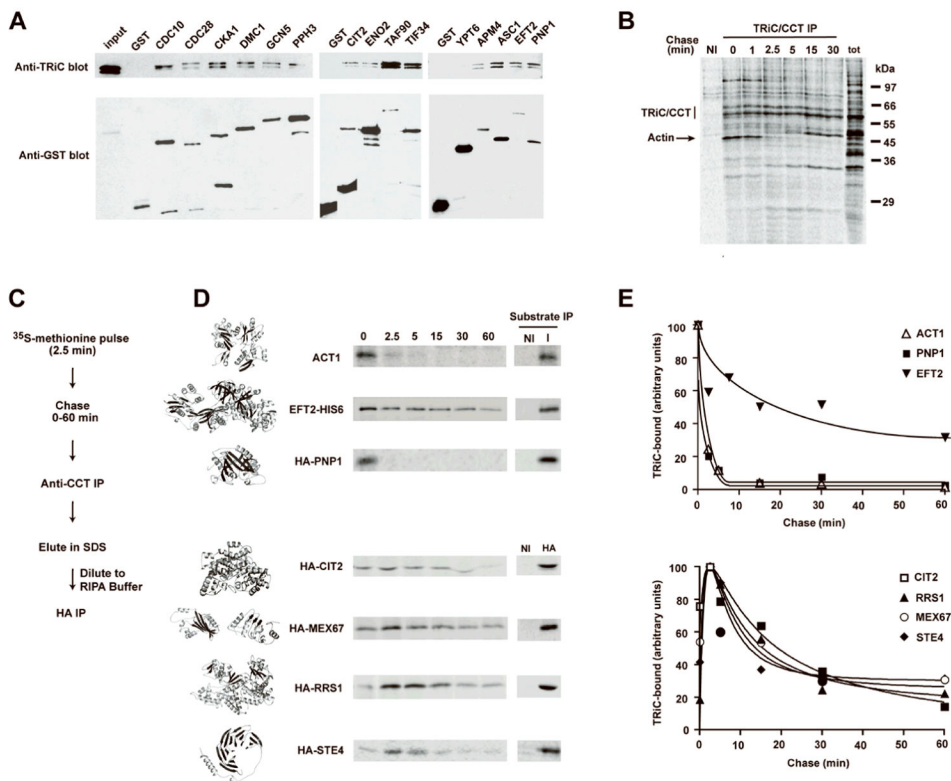 A
input GST CDC10 CDC28 CKA1 DMC1 GCN5 PPH3
GST CIT2 ENO2 TAF90 TIF34
GST YPT6 APM4 ASC1 EFT2 PNP1
Anti-TRiC blot
Anti-GST blot
B
TRiC/CCT IP
Chase (min) NI 0 1 2.5 5 15 30 tot
kDa
97
66
TRiC/CCT
55
Actin
45
36
29
C
35S-methionine pulse
(2.5 min)
Chase
0-60 min
Anti-CCT IP
Elute in SDS
Dilute to
RIPA Buffer
HA IP
D
Substrate IP
0 2.5 5 15 30 60 NI I
ACT1
EFT2-HIS6
HA-PNP1
NI HA
HA-CIT2
HA-MEX67
HA-RRS1
HA-STE4
E
TRiC-bound (arbitrary units)
100
80
60
40
20
0
ACT1
PNP1
EFT2
0 10 20 30 40 50 60
Chase (min)
TRiC-bound (arbitrary units)
100
80
60
40
20
0
CIT2
RRS1
MEX67
STE4
0 10 20 30 40 50 60
Chase (min)